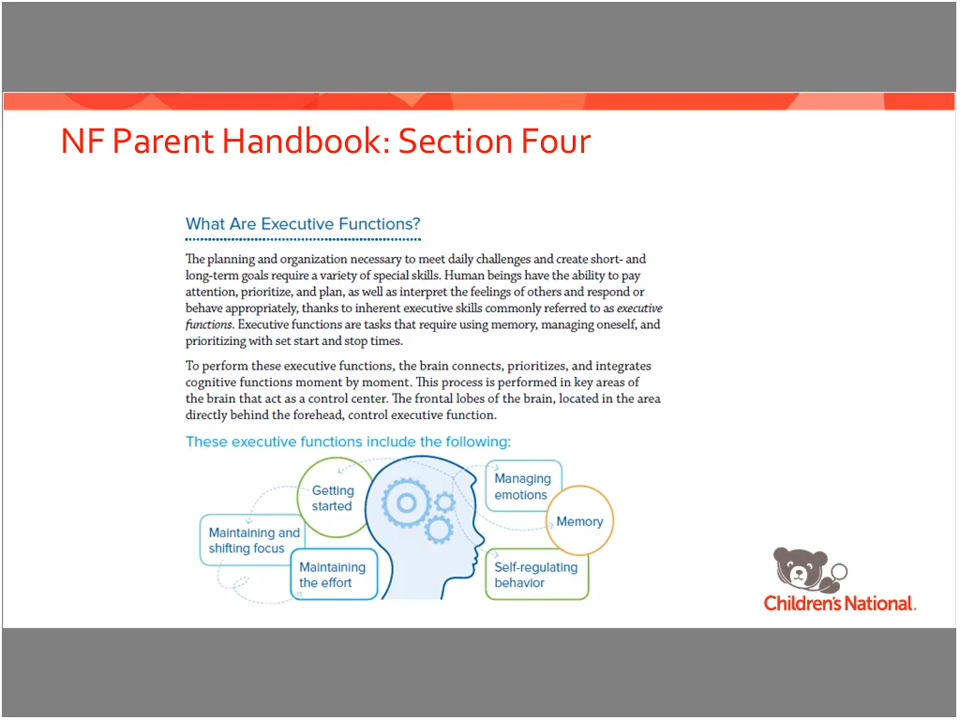 NF Parent Handbook: Section Four
What Are Executive Functions?
The planning and organization necessary to meet daily challenges and create short- and
long-term goals require a variety of special skills. Human beings have the ability to pay
attention, prioritize, and plan, as well as interpret the feelings of others and respond or
behave appropriately, thanks to inherent executive skills commonly referred to as executive
functions. Executive functions are tasks that require using memory, managing oneself, and
prioritizing with set start and stop times.
To perform these executive functions, the brain connects, prioritizes, and integrates
cognitive functions moment by moment. This process is performed in key areas of
the brain that act as a control center. The frontal lobes of the brain, located in the area
directly behind the forehead, control executive function.
These executive functions include the following:
Getting
started
Maintaining and
shifting focus
Maintaining
the effort
Managing
emotions
Memory
Self-regulating
behavior
Children's National.